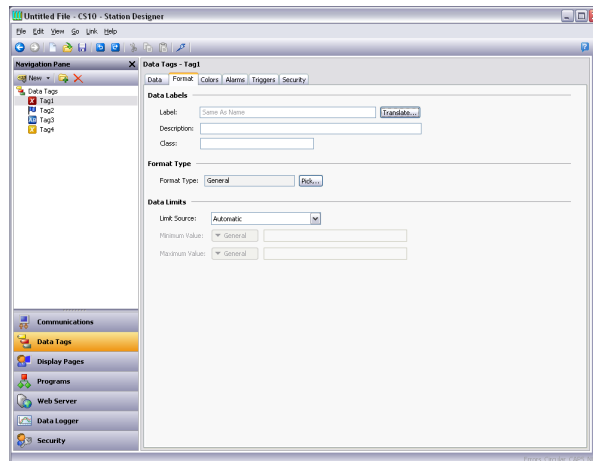 Untitled File - CS10 - Station Designer
File Edit View Go Link Help
Navigation Pane
New
Data Tags
Tag1
Tag2
Tag3
Tag4
Communications
Data Tags
Display Pages
Programs
Web Server
Data Logger
Security
Data Tags - Tag1
Data Format Colors Alarms Triggers Security
Data Labels
Label: Same As Name Translate...
Description:
Class:
Format Type
Format Type: General Pick...
Data Limits
Limit Source: Automatic
Minimum Value: General
Maximum Value: General